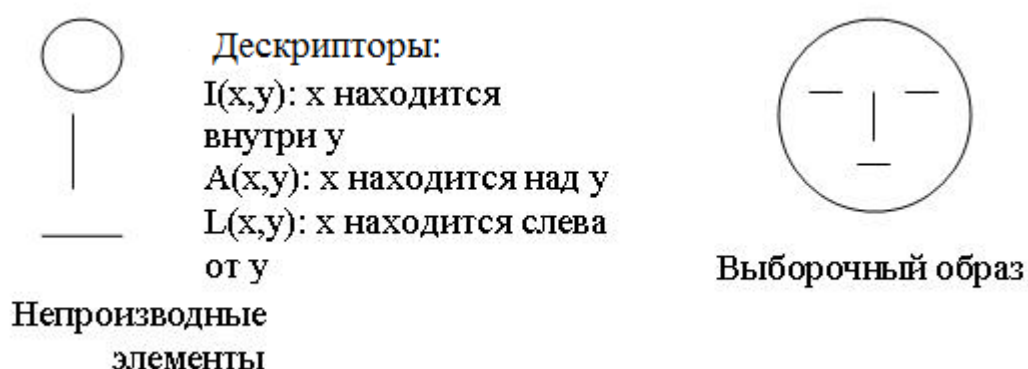 Дескрипторы:
I(x,y): x находится
внутри y
A(x,y): x находится над y
L(x,y): x находится слева
от y
Непроизводные
элементы
Выборочный образ